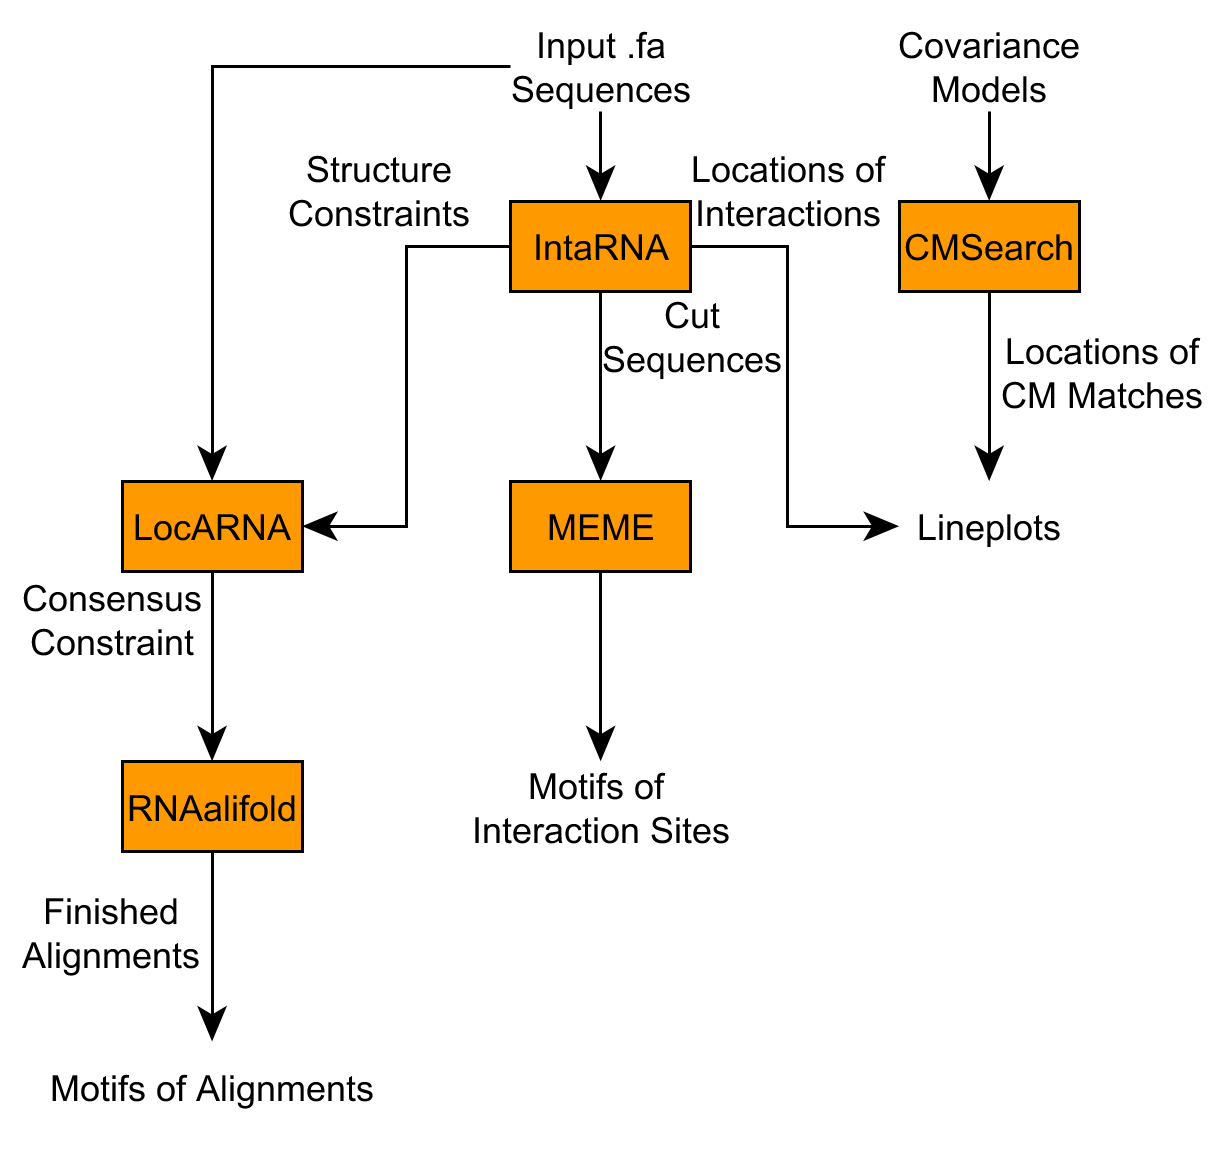 Input .fa
Sequences
Covariance
Models
Structure
Constraints
Locations of
Interactions
IntaRNA
CMSearch
Cut
Sequences
Locations of
CM Matches
LocARNA
MEME
Lineplots
Consensus
Constraint
RNAalifold
Motifs of
Interaction Sites
Finished
Alignments
Motifs of Alignments